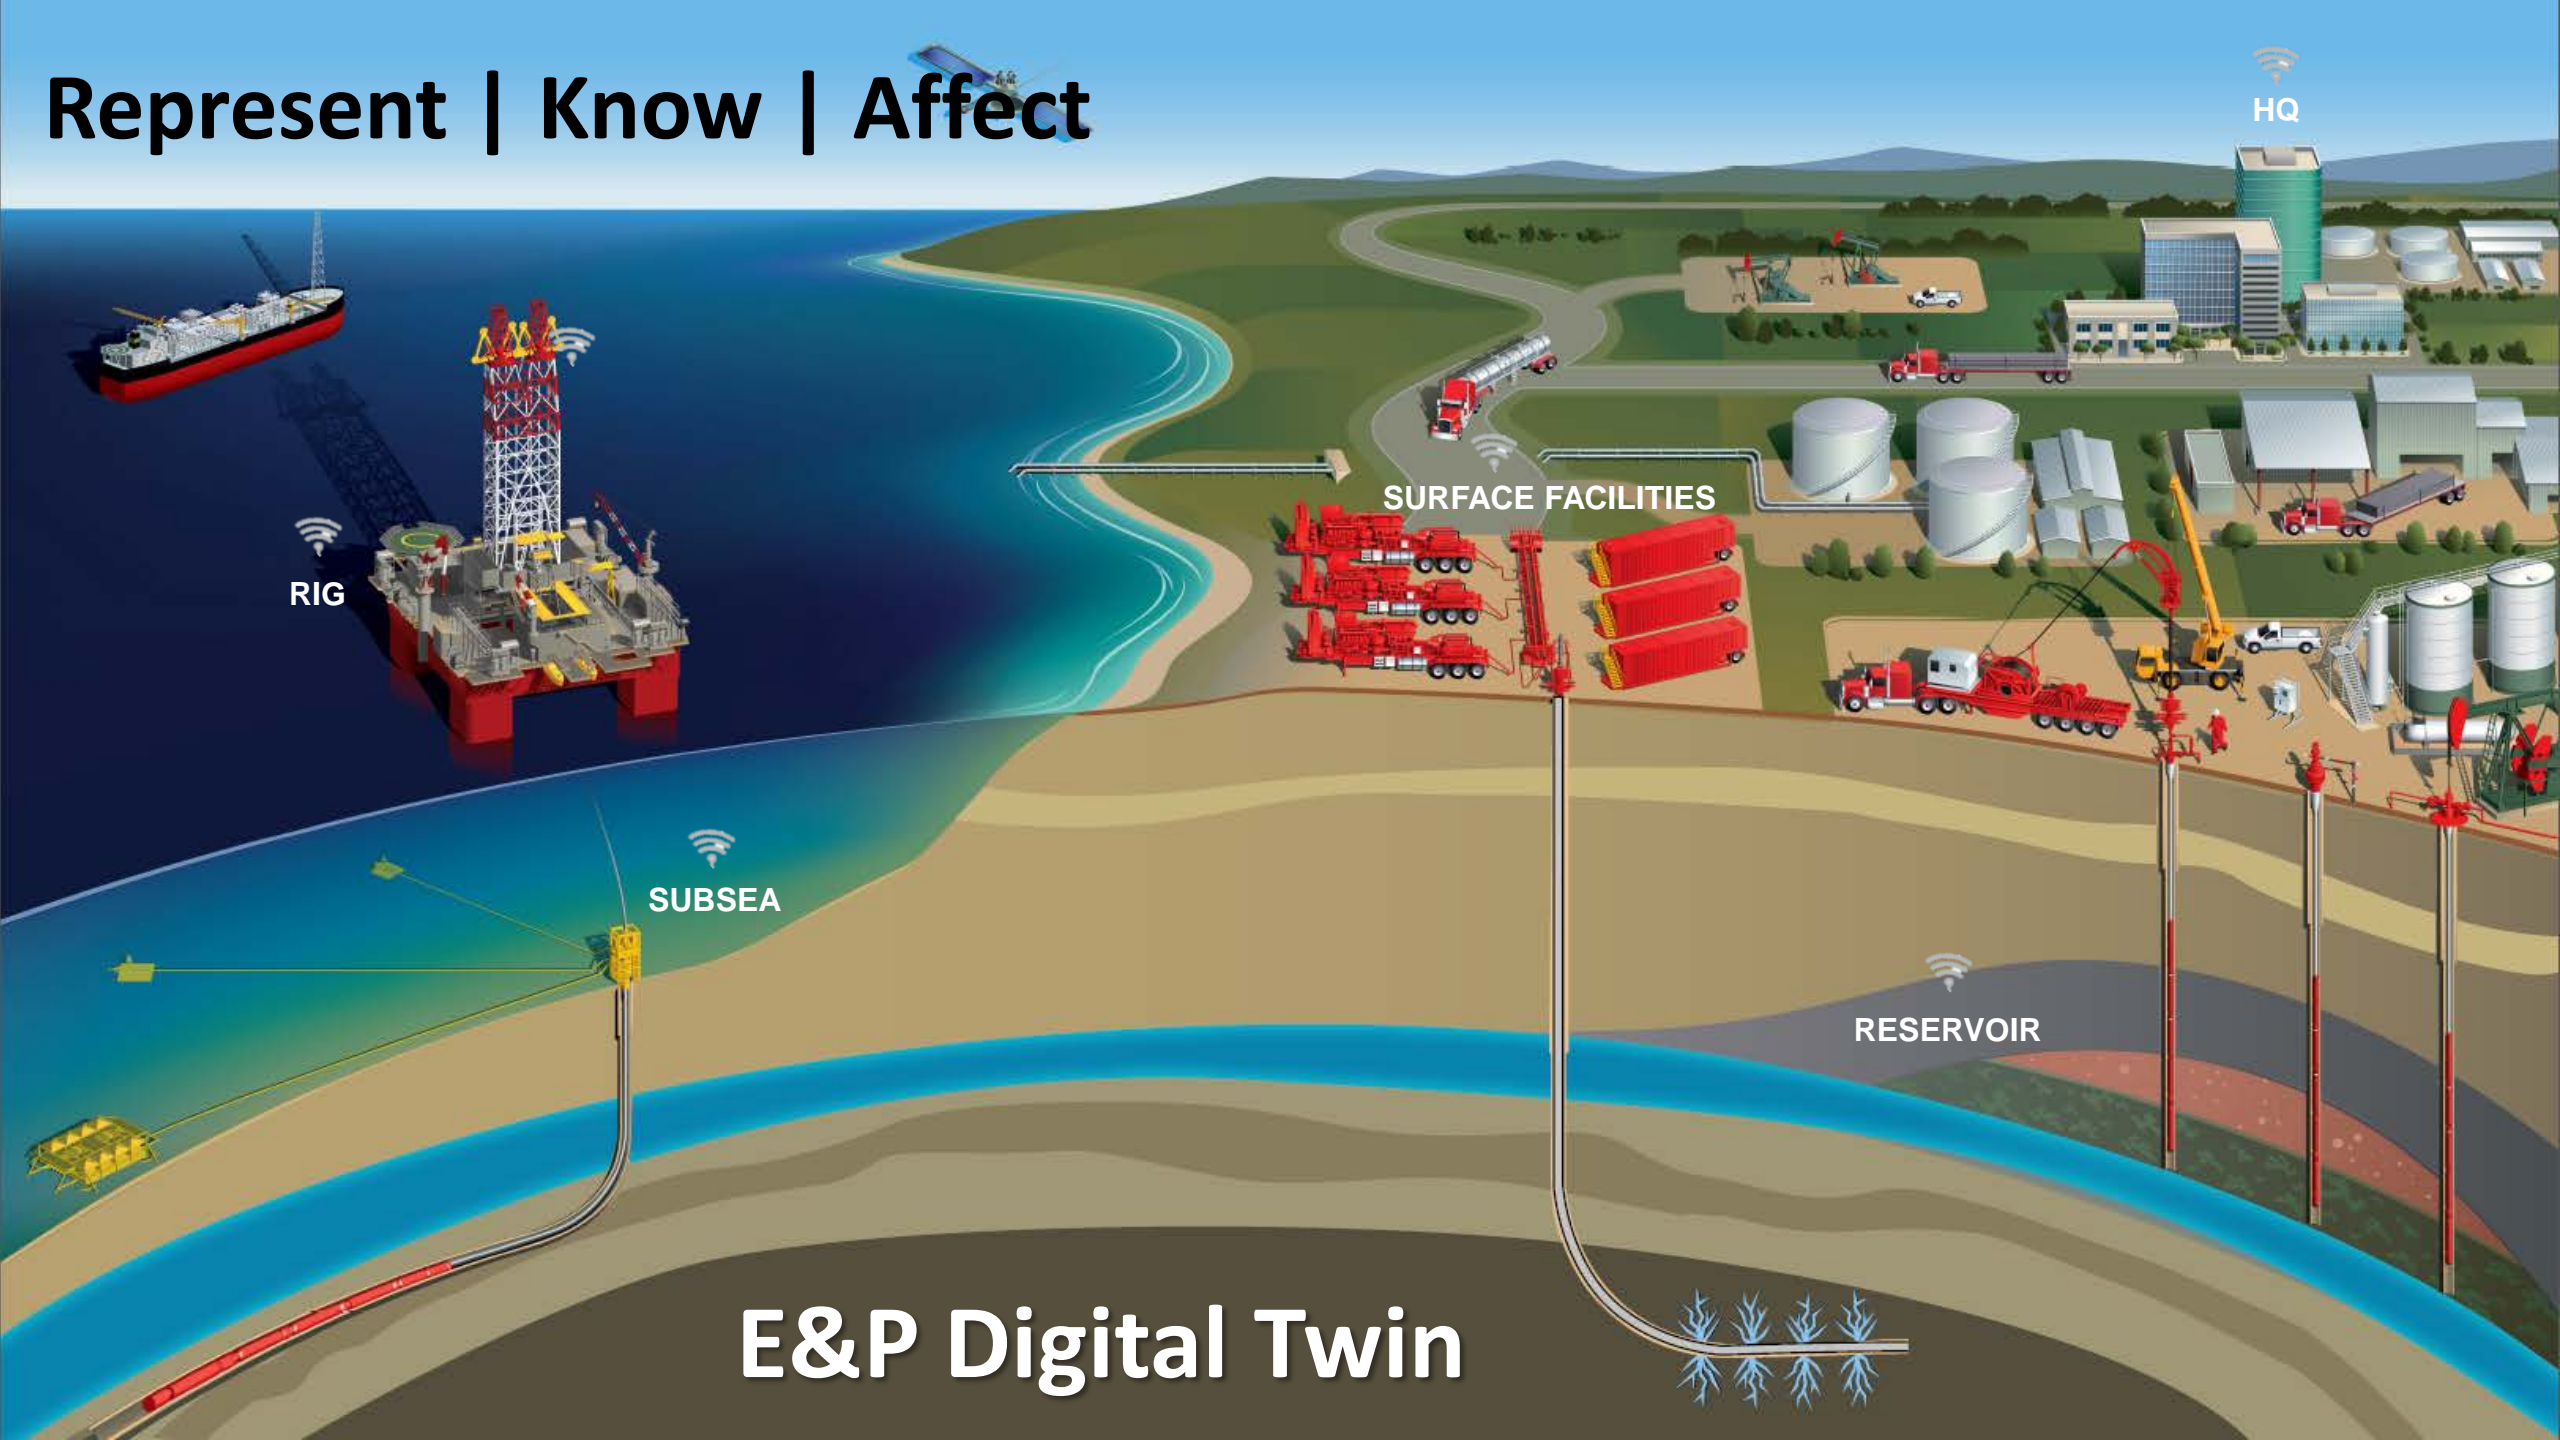 Represent | Know | Affect
HQ
SURFACE FACILITIES
RIG
SUBSEA
RESERVOIR
E&P Digital Twin